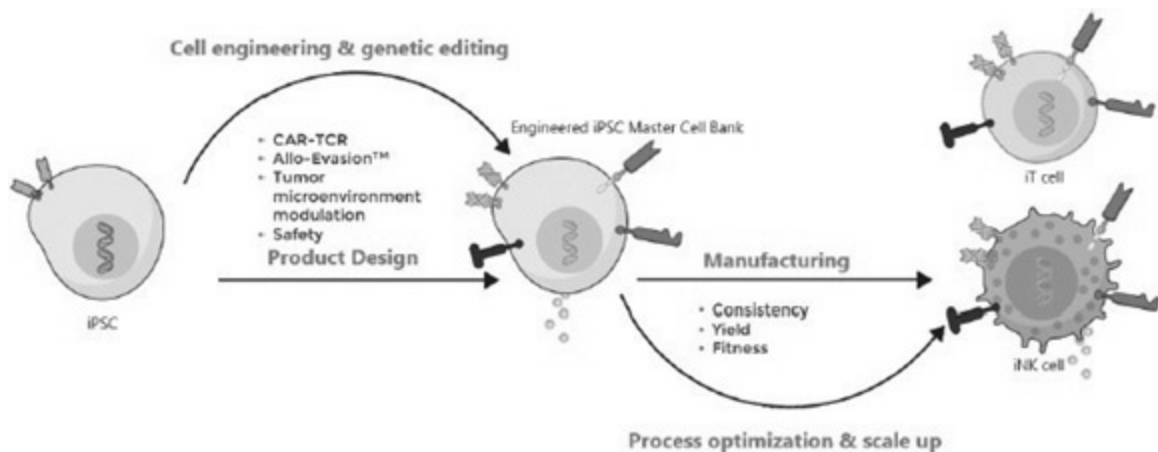 Cell engineering & genetic editing
CAR-TCR
Allo-Evasion™
Tumor
microenvironment
modulation
Safety
Product Design
iPSC
Engineered iPSC Master Cell Bank
Manufacturing
Consistency
Yield
Fitness
Process optimization & scale up
iT cell
iNK cell